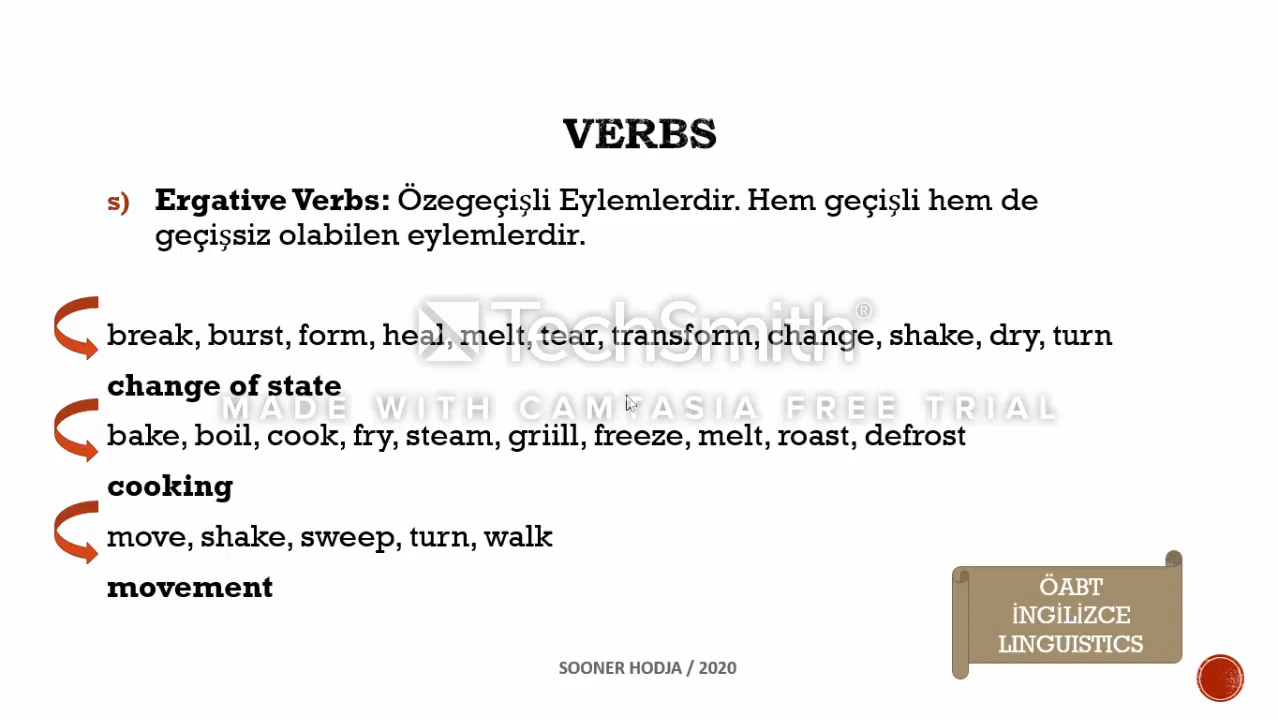 VERBS
s) Ergative Verbs: Özegeçişli Eylemlerdir. Hem geçişli hem de
geçişsiz olabilen eylemlerdir.
TechSmith®
break, burst, form, heal, melt, tear, transform, change, shake, dry, turn
change of state
MADE WITH CAMTASIA FREE TRIAL
bake, boil, cook, fry, steam, griill, freeze, melt, roast, defrost
cooking
move, shake, sweep, turn, walk
movement
ÖABT
İNGİLİZCE
LINGUISTICS
SOONER HODJA / 2020